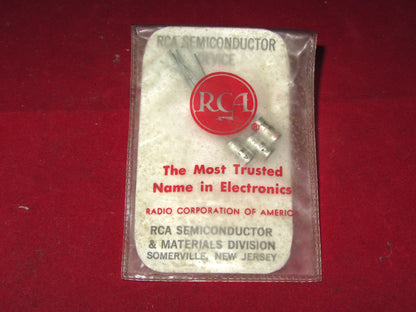 RCA SEMICONDUCTOR
RCA
The Most Trusted
Name in Electronics
RADIO CORPORATION OF AMERIC
RCA SEMICONDUCTOR
& MATERIALS DIVISION
SOMERVILLE, NEW JERSEY